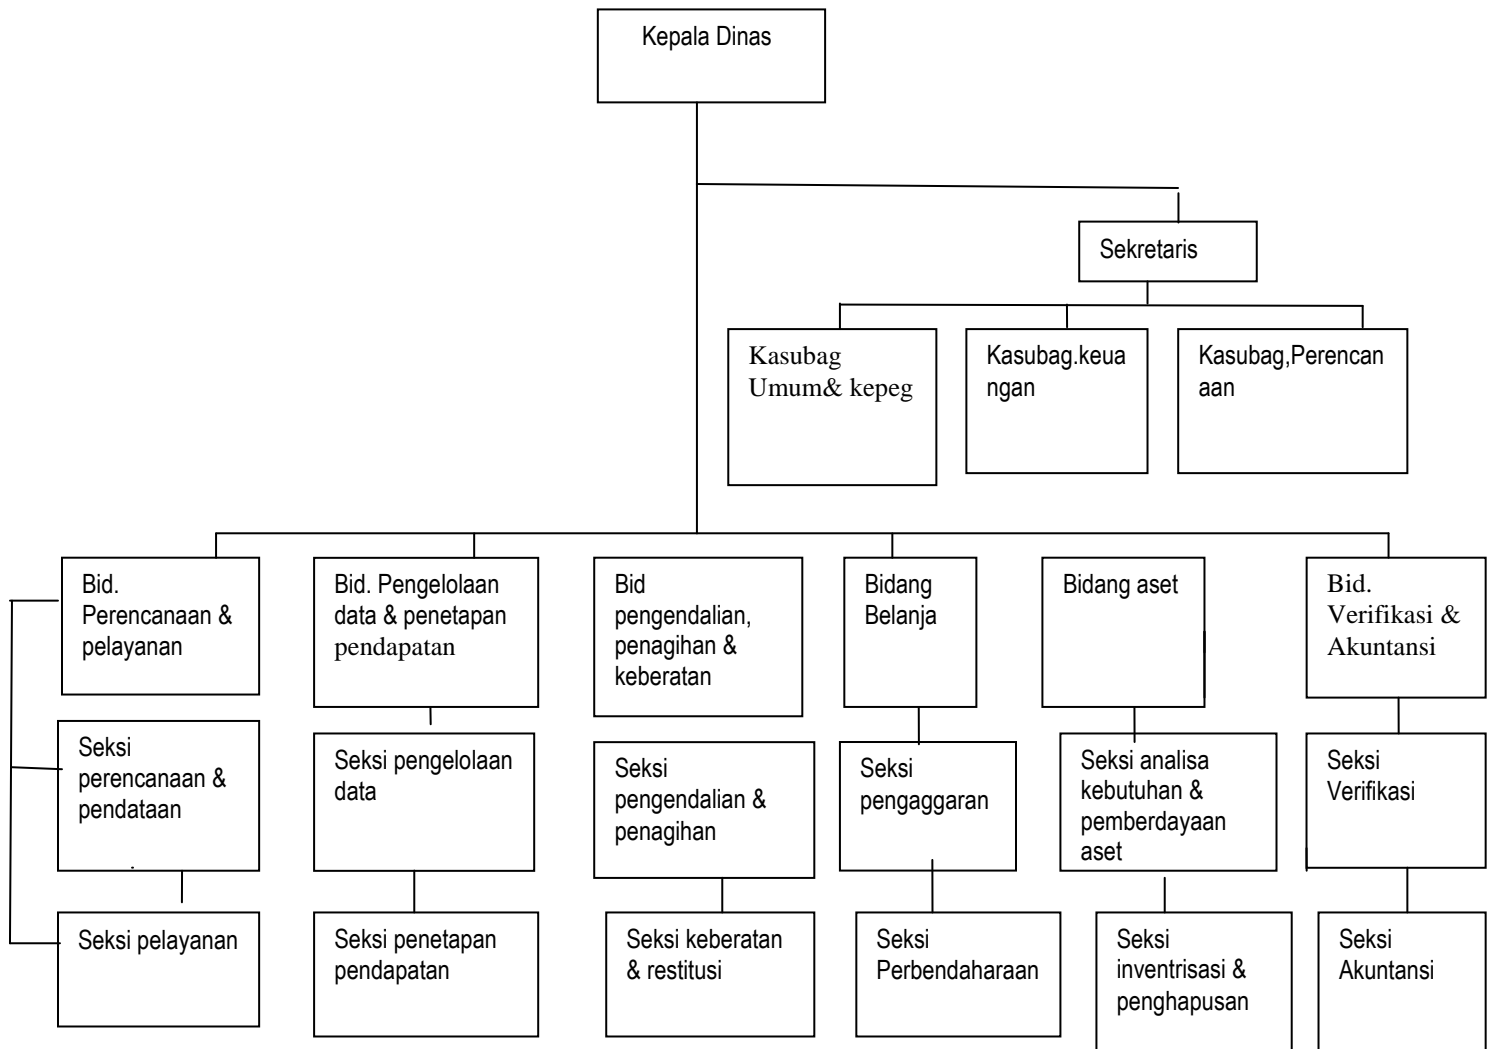 Kepala Dinas
Sekretaris
Kasubag
Umum& kepeg
Kasubag.keua
ngan
Kasubag,Perencan
aan
Bid.
Perencanaan &
pelayanan
Bid. Pengelolaan
data & penetapan
pendapatan
Bid
pengendalian,
penagihan &
keberatan
Bidang
Belanja
Bidang aset
Bid.
Verifikasi &
Akuntansi
Seksi
perencanaan &
pendataan
Seksi pengelolaan
data
Seksi
pengendalian &
penagihan
Seksi
pengaggaran
Seksi analisa
kebutuhan &
pemberdayaan
aset
Seksi
Verifikasi
Seksi pelayanan
Seksi penetapan
pendapatan
Seksi keberatan
& restitusi
Seksi
Perbendaharaan
Seksi
inventrisasi &
penghapusan
Seksi
Akuntansi